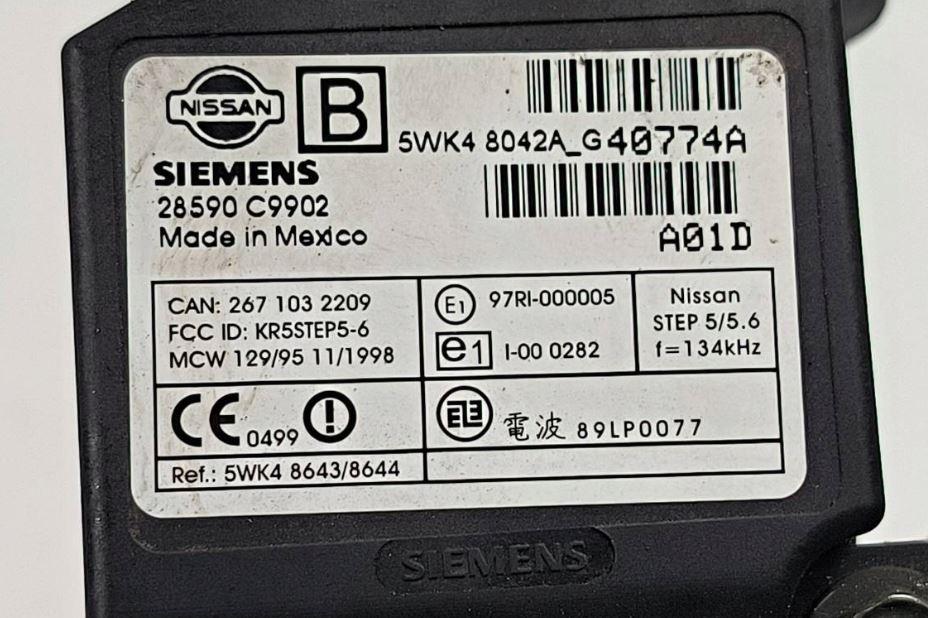 NISSAN
B
5WK4 8042A_G40774A
SIEMENS
28590 C9902
Made in Mexico
A01D
CAN: 267 103 2209
FCC ID: KR5STEP5-6
MCW 129/95 11/1998
E1 97RI-000005
e1 I-00 0282
Nissan
STEP 5/5.6
f=134kHz
CE 0499 !
電波 89LP0077
Ref.: 5WK4 8643/8644
SIEMENS